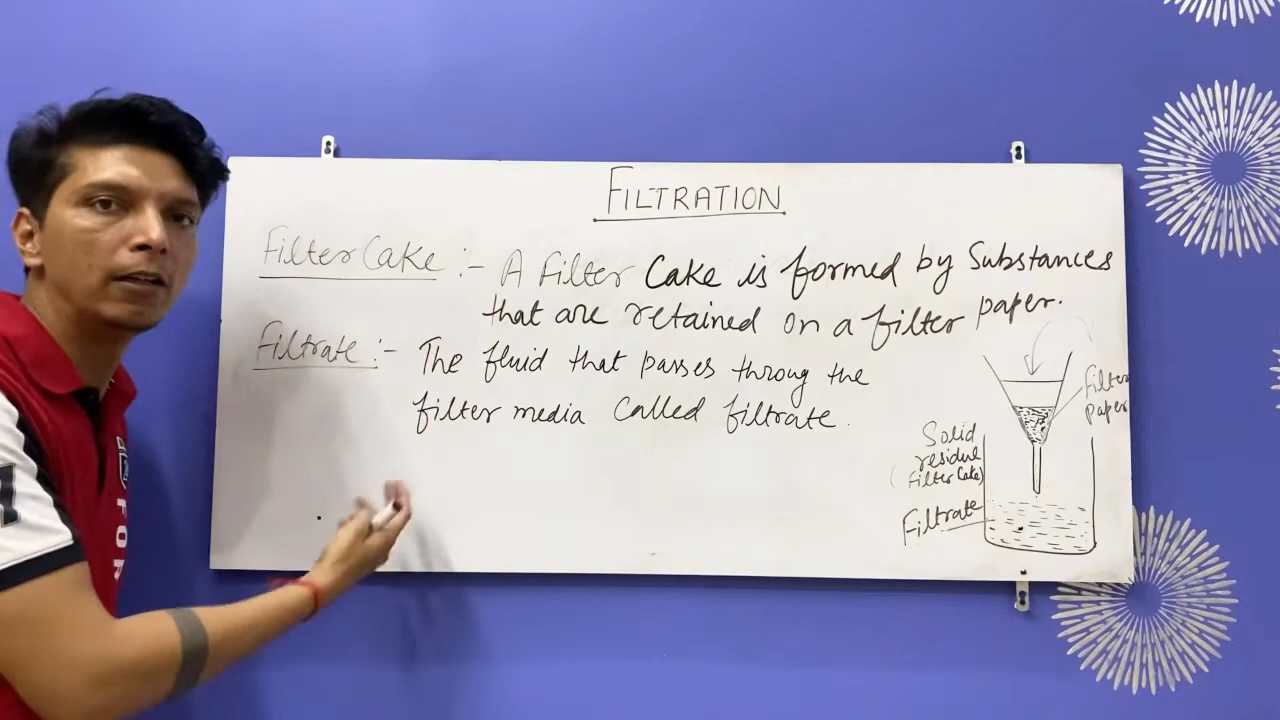 FILTRATION
Filter Cake :- A filter Cake is formed by Substances
that are retained on a filter paper.
Filtrate :- The fluid that passes throug the
filter media Called filtrate.
Filter
paper
Solid
residue
(filter Cake)
Filtrate
FOR